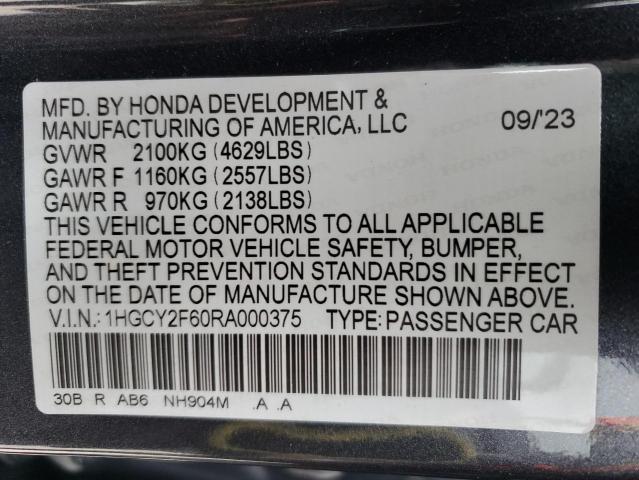 MFD. BY HONDA DEVELOPMENT &
MANUFACTURING OF AMERICA, LLC 09/'23
GVWR 2100KG (4629LBS)
GAWR F 1160KG (2557LBS)
GAWR R 970KG (2138LBS)
THIS VEHICLE CONFORMS TO ALL APPLICABLE
FEDERAL MOTOR VEHICLE SAFETY, BUMPER,
AND THEFT PREVENTION STANDARDS IN EFFECT
ON THE DATE OF MANUFACTURE SHOWN ABOVE.
V.I.N.: 1HGCY2F60RA000375 TYPE: PASSENGER CAR
30B R AB6 NH904M .A .A